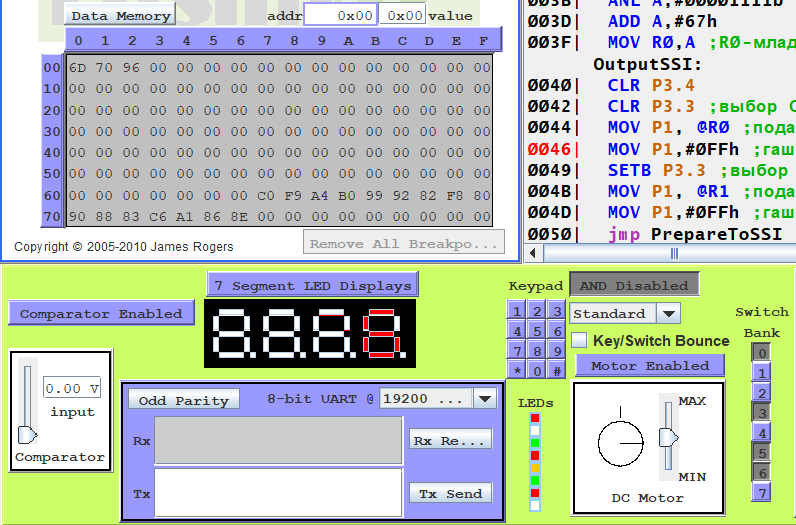 Data Memory addr 0x00 0x00 value
0 1 2 3 4 5 6 7 8 9 A B C D E F
00 6D 70 96 00 00 00 00 00 00 00 00 00 00 00 00 00
10 00 00 00 00 00 00 00 00 00 00 00 00 00 00 00 00
20 00 00 00 00 00 00 00 00 00 00 00 00 00 00 00 00
30 00 00 00 00 00 00 00 00 00 00 00 00 00 00 00 00
40 00 00 00 00 00 00 00 00 00 00 00 00 00 00 00 00
50 00 00 00 00 00 00 00 00 00 00 00 00 00 00 00 00
60 00 00 00 00 00 00 00 C0 F9 A4 B0 99 92 82 F8 80
70 90 88 83 C6 A1 86 8E 00 00 00 00 00 00 00 00 00
Copyright © 2005-2010 James Rogers
Remove All Breakpo...
003B| ANL A,#00001111b
003D| ADD A,#67h
003F| MOV R0,A ;R0-млад
OutputSSI:
0040| CLR P3.4
0042| CLR P3.3 ;выбор
0044| MOV P1, @R0 ;пода
0046| MOV P1,#0FFh ;гаш
0049| SETB P3.3 ;выбор
004B| MOV P1, @R1 ;пода
004D| MOV P1,#0FFh ;гаш
0050| jmp PrepareToSSI
7 Segment LED Displays
Comparator Enabled
0.00 V
input
Comparator
Odd Parity 8-bit UART @ 19200 ...
Rx
Rx Re...
Tx
Tx Send
Keypad
1 2 3
4 5 6
7 8 9
* 0 #
AND Disabled
Standard
Key/Switch Bounce
Motor Enabled
LEDs
MAX
MIN
DC Motor
Switch
Bank
0
1
2
3
4
5
6
7